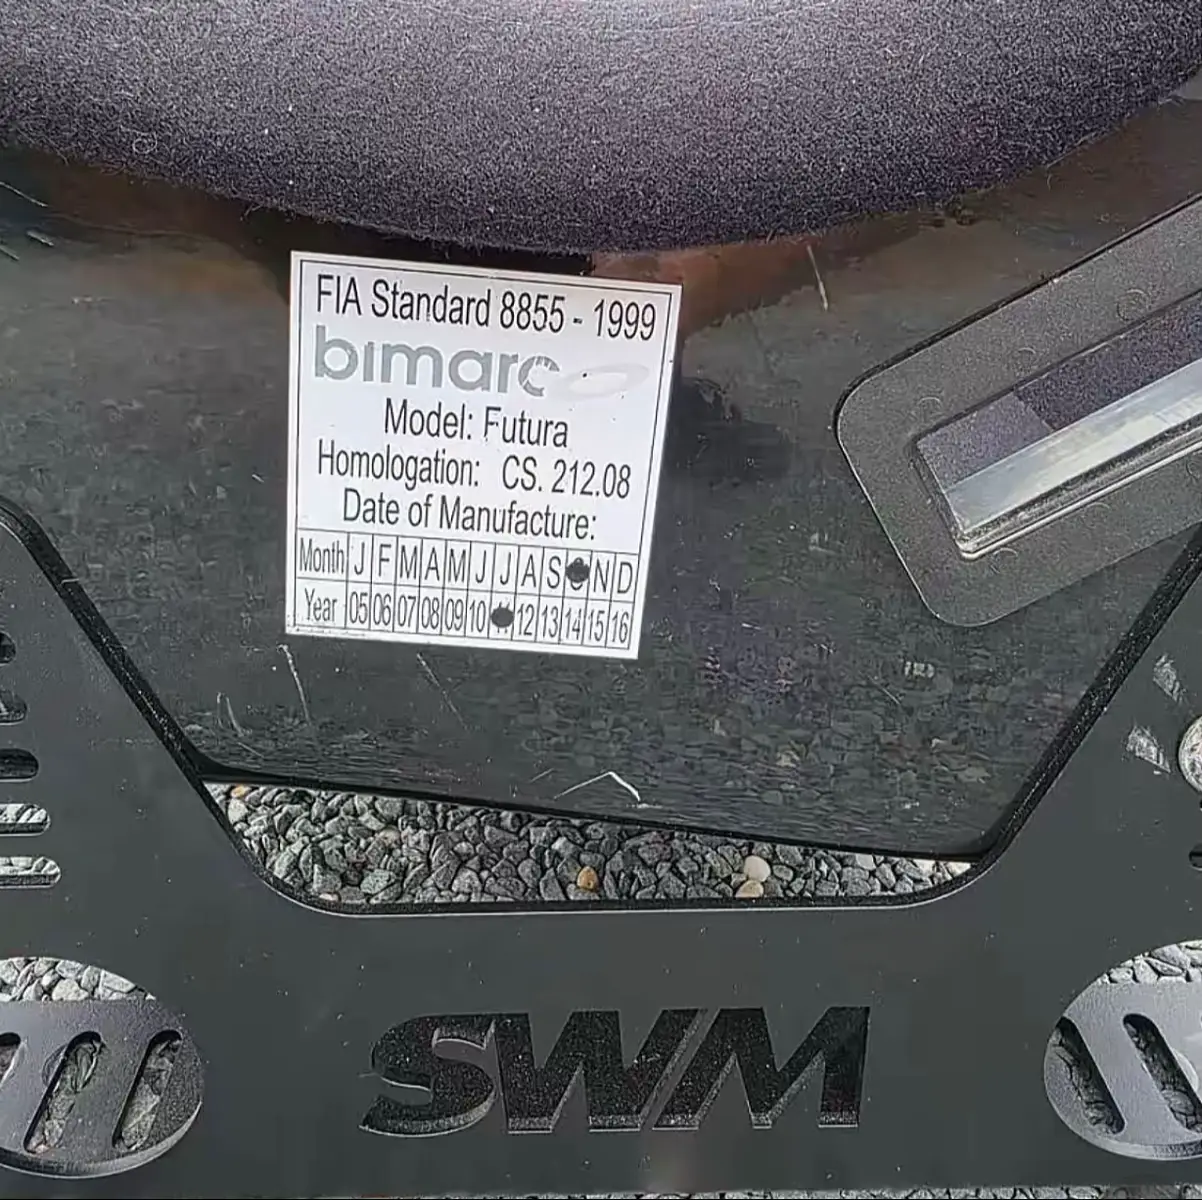 FIA Standard 8855 - 1999
bimarco
Model: Futura
Homologation: CS. 212.08
Date of Manufacture:
Month J F M A M J J A S O N D
Year 05 06 07 08 09 10 11 12 13 14 15 16
SWM